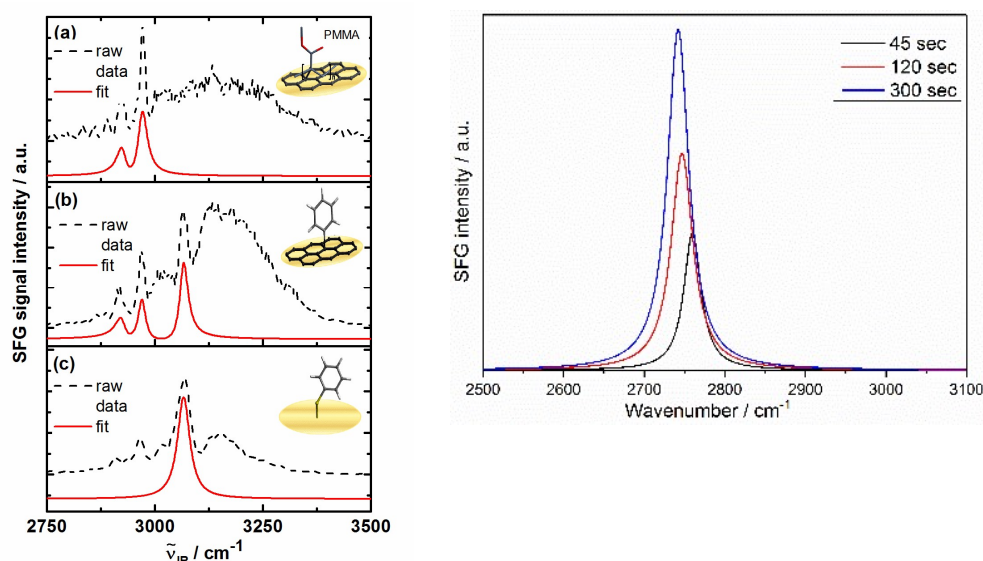 (a)
PMMA
raw
data
fit
(b)
raw
data
fit
(c)
raw
data
fit
SFG signal intensity / a.u.
2750 3000 3250 3500
ṽIR / cm⁻¹
45 sec
120 sec
300 sec
SFG intensity / a.u.
2500 2600 2700 2800 2900 3000 3100
Wavenumber / cm⁻¹